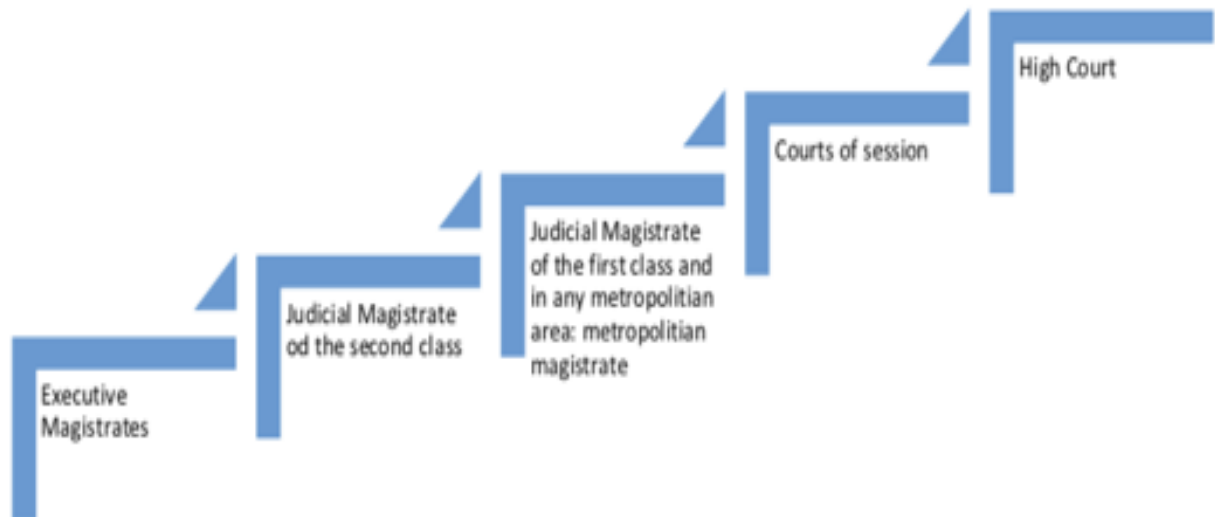 High Court
Courts of session
Judicial Magistrate
of the first class and
in any metropolitian
area: metropolitian
magistrate
Judicial Magistrate
od the second class
Executive
Magistrates